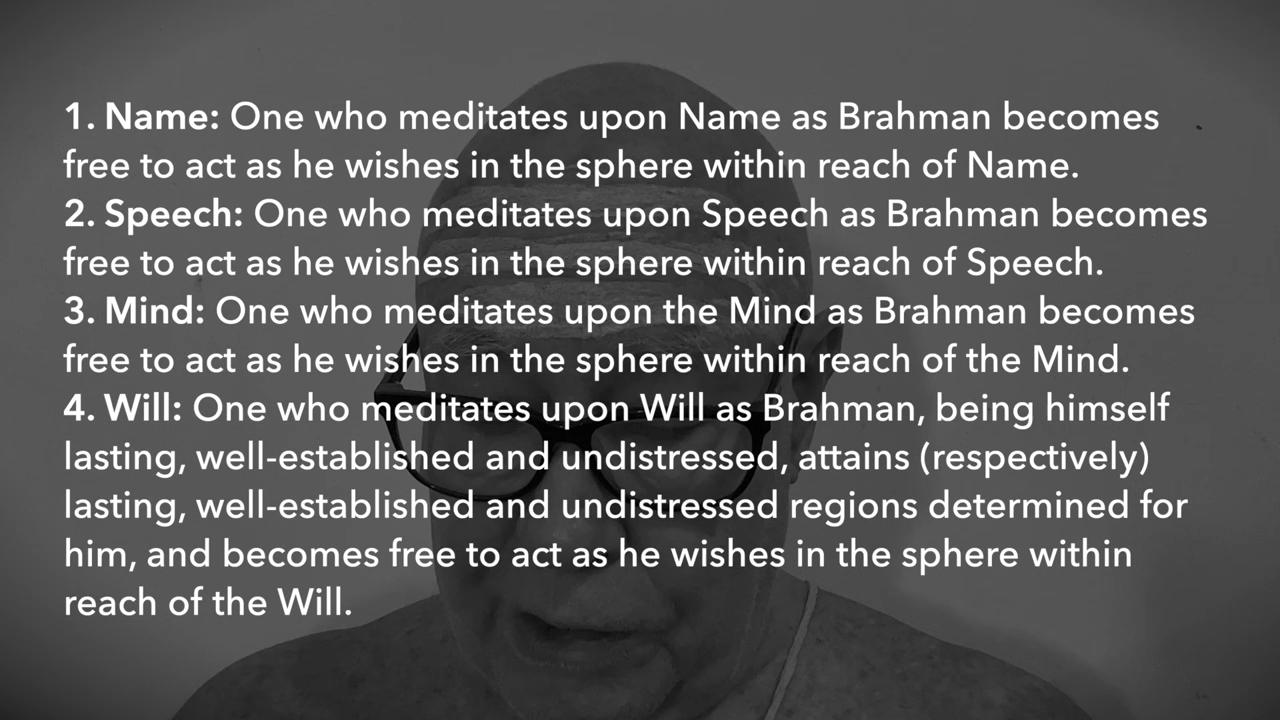 1. Name: One who meditates upon Name as Brahman becomes
free to act as he wishes in the sphere within reach of Name.
2. Speech: One who meditates upon Speech as Brahman becomes
free to act as he wishes in the sphere within reach of Speech.
3. Mind: One who meditates upon the Mind as Brahman becomes
free to act as he wishes in the sphere within reach of the Mind.
4. Will: One who meditates upon Will as Brahman, being himself
lasting, well-established and undistressed, attains (respectively)
lasting, well-established and undistressed regions determined for
him, and becomes free to act as he wishes in the sphere within
reach of the Will.